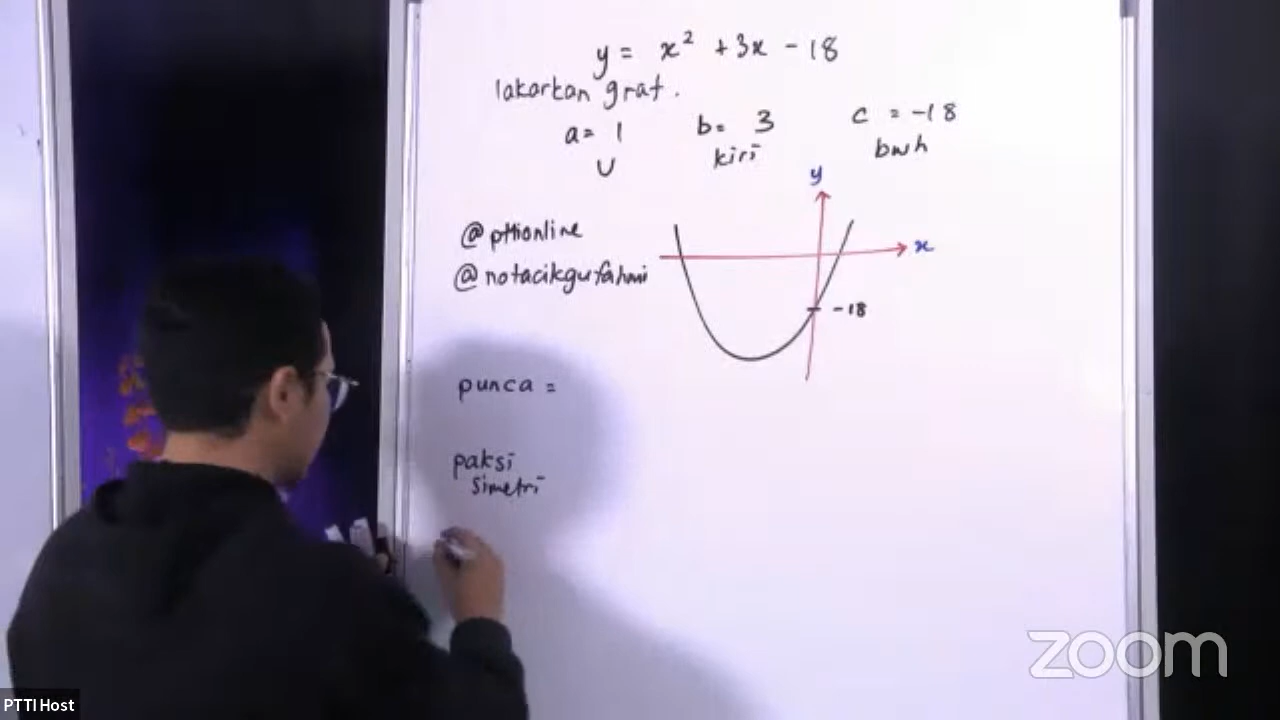 y = x² + 3x - 18
lakarkan graf.
a = 1 b = 3 c = -18
U kiri bwh
y
@pttionline
x
@notacikgufahmi
-18
punca =
paksi
simetri
zoom
PTTI Host